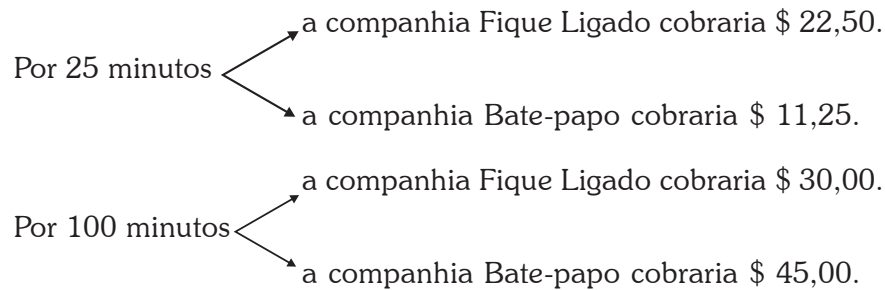 a companhia Fique Ligado cobraria $ 22,50.
Por 25 minutos
a companhia Bate-papo cobraria $ 11,25.
a companhia Fique Ligado cobraria $ 30,00.
Por 100 minutos
a companhia Bate-papo cobraria $ 45,00.